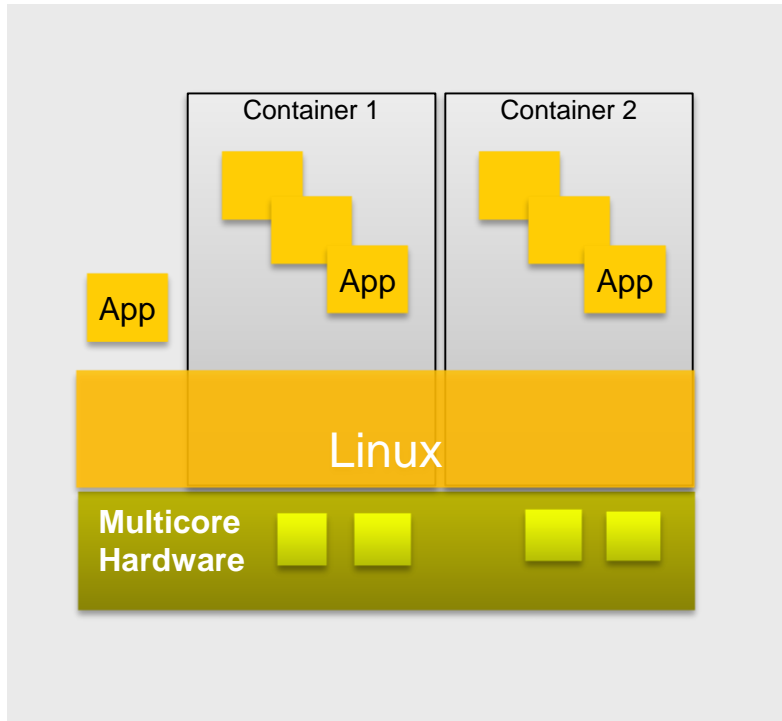 Container 1
Container 2
App
App
App
Linux
Multicore
Hardware